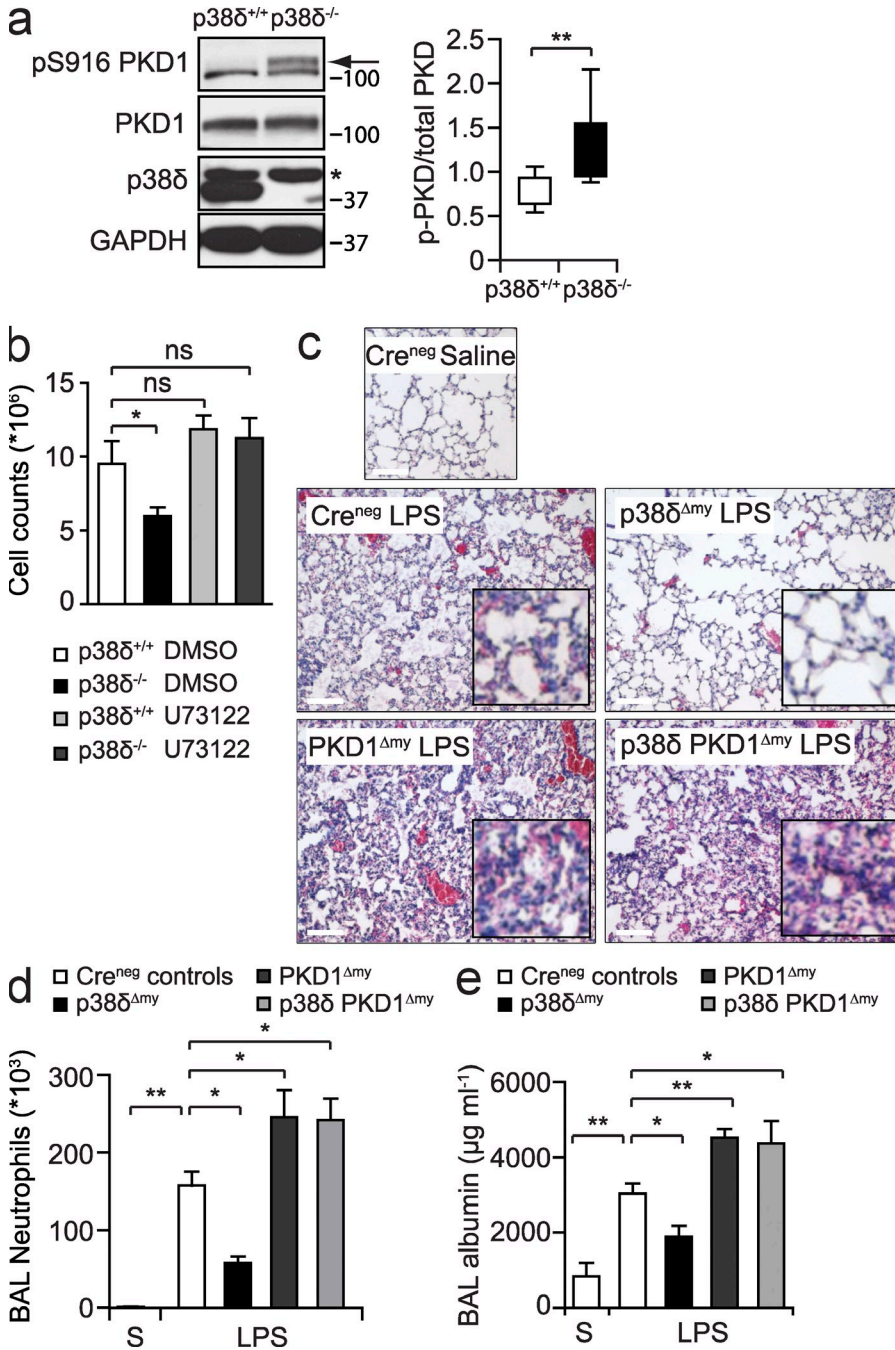 a
p38δ+/+ p38δ-/-
pS916 PKD1
−100
PKD1
−100
p38δ
*
−37
GAPDH
−37
p-PKD/total PKD
2.5
2.0
1.5
1.0
0.5
0
**
p38δ+/+ p38δ-/-
b
Cell counts (*10⁶)
15
10
5
0
ns
ns
*
p38δ+/+ DMSO
p38δ-/- DMSO
p38δ+/+ U73122
p38δ-/- U73122
c
Creneg Saline
Creneg LPS
p38δΔmy LPS
PKD1Δmy LPS
p38δ PKD1Δmy LPS
d
Creneg controls
PKD1Δmy
p38δΔmy
p38δ PKD1Δmy
BAL Neutrophils (*10³)
300
200
100
0
*
*
**
*
S
LPS
e
Creneg controls
PKD1Δmy
p38δΔmy
p38δ PKD1Δmy
BAL albumin (µg ml⁻¹)
6000
4000
2000
0
*
**
**
*
S
LPS